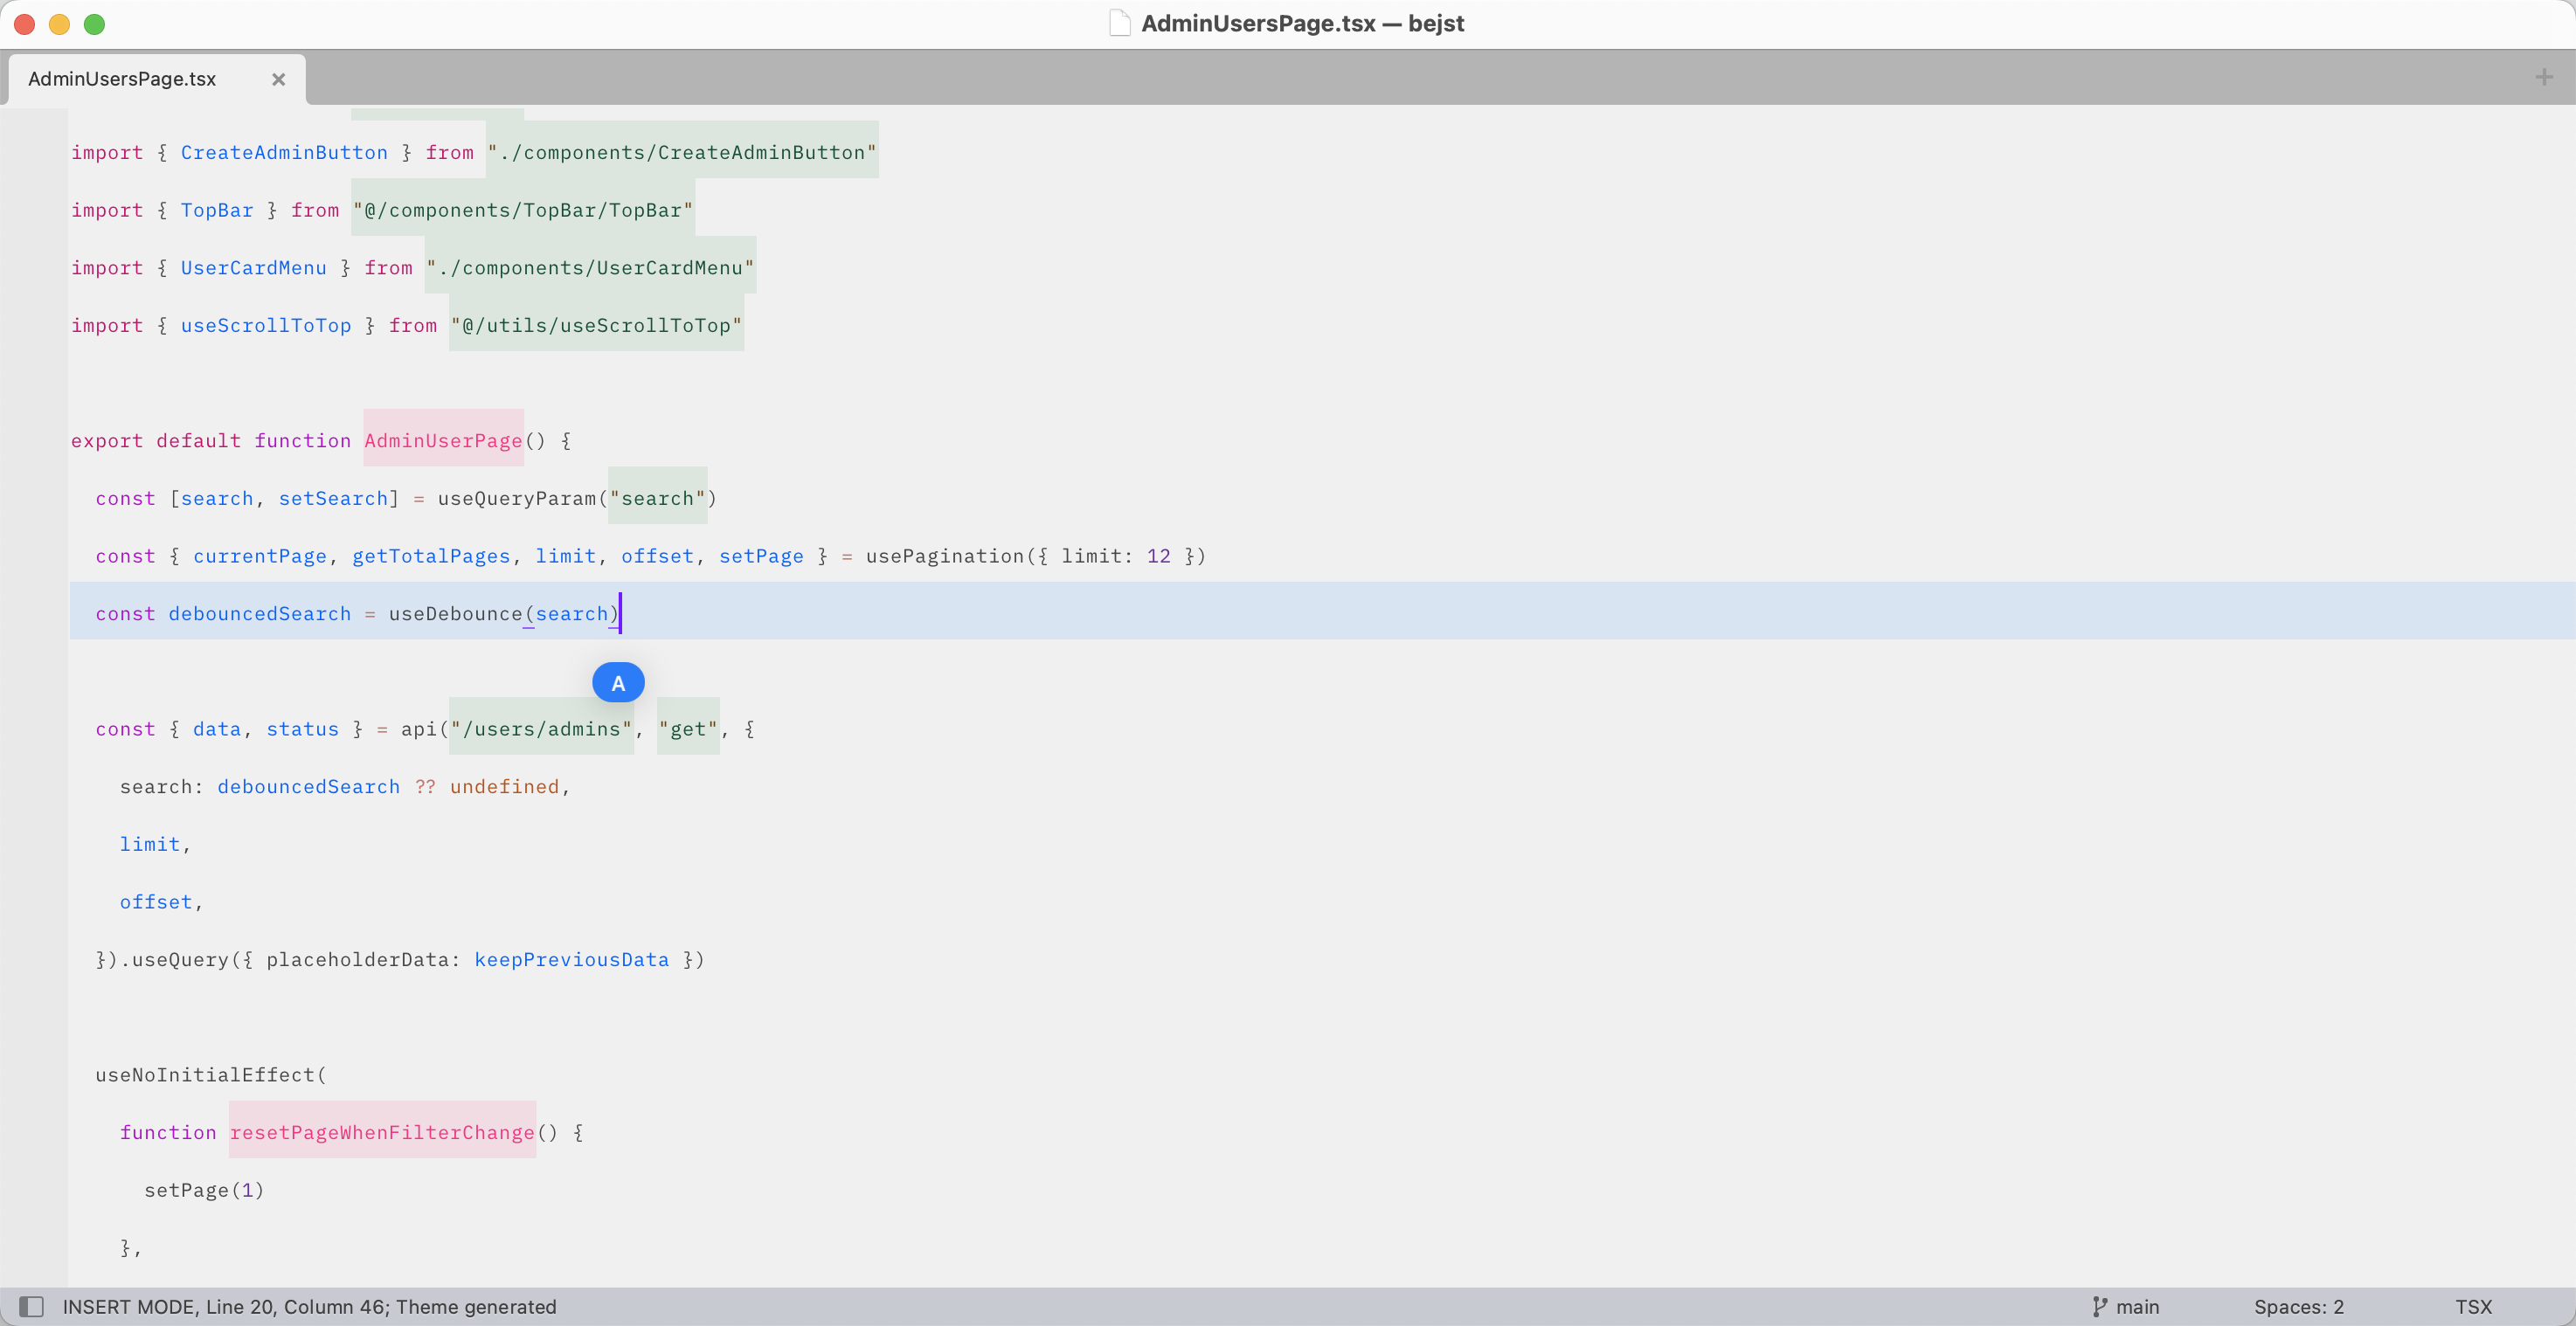 AdminUsersPage.tsx — bejst
AdminUsersPage.tsx
import { CreateAdminButton } from "./components/CreateAdminButton"
import { TopBar } from "@/components/TopBar/TopBar"
import { UserCardMenu } from "./components/UserCardMenu"
import { useScrollToTop } from "@/utils/useScrollToTop"
export default function AdminUserPage() {
const [search, setSearch] = useQueryParam("search")
const { currentPage, getTotalPages, limit, offset, setPage } = usePagination({ limit: 12 })
const debouncedSearch = useDebounce(search)
A
const { data, status } = api("/users/admins", "get", {
search: debouncedSearch ?? undefined,
limit,
offset,
}).useQuery({ placeholderData: keepPreviousData })
useNoInitialEffect(
function resetPageWhenFilterChange() {
setPage(1)
},
INSERT MODE, Line 20, Column 46; Theme generated
main
Spaces: 2
TSX